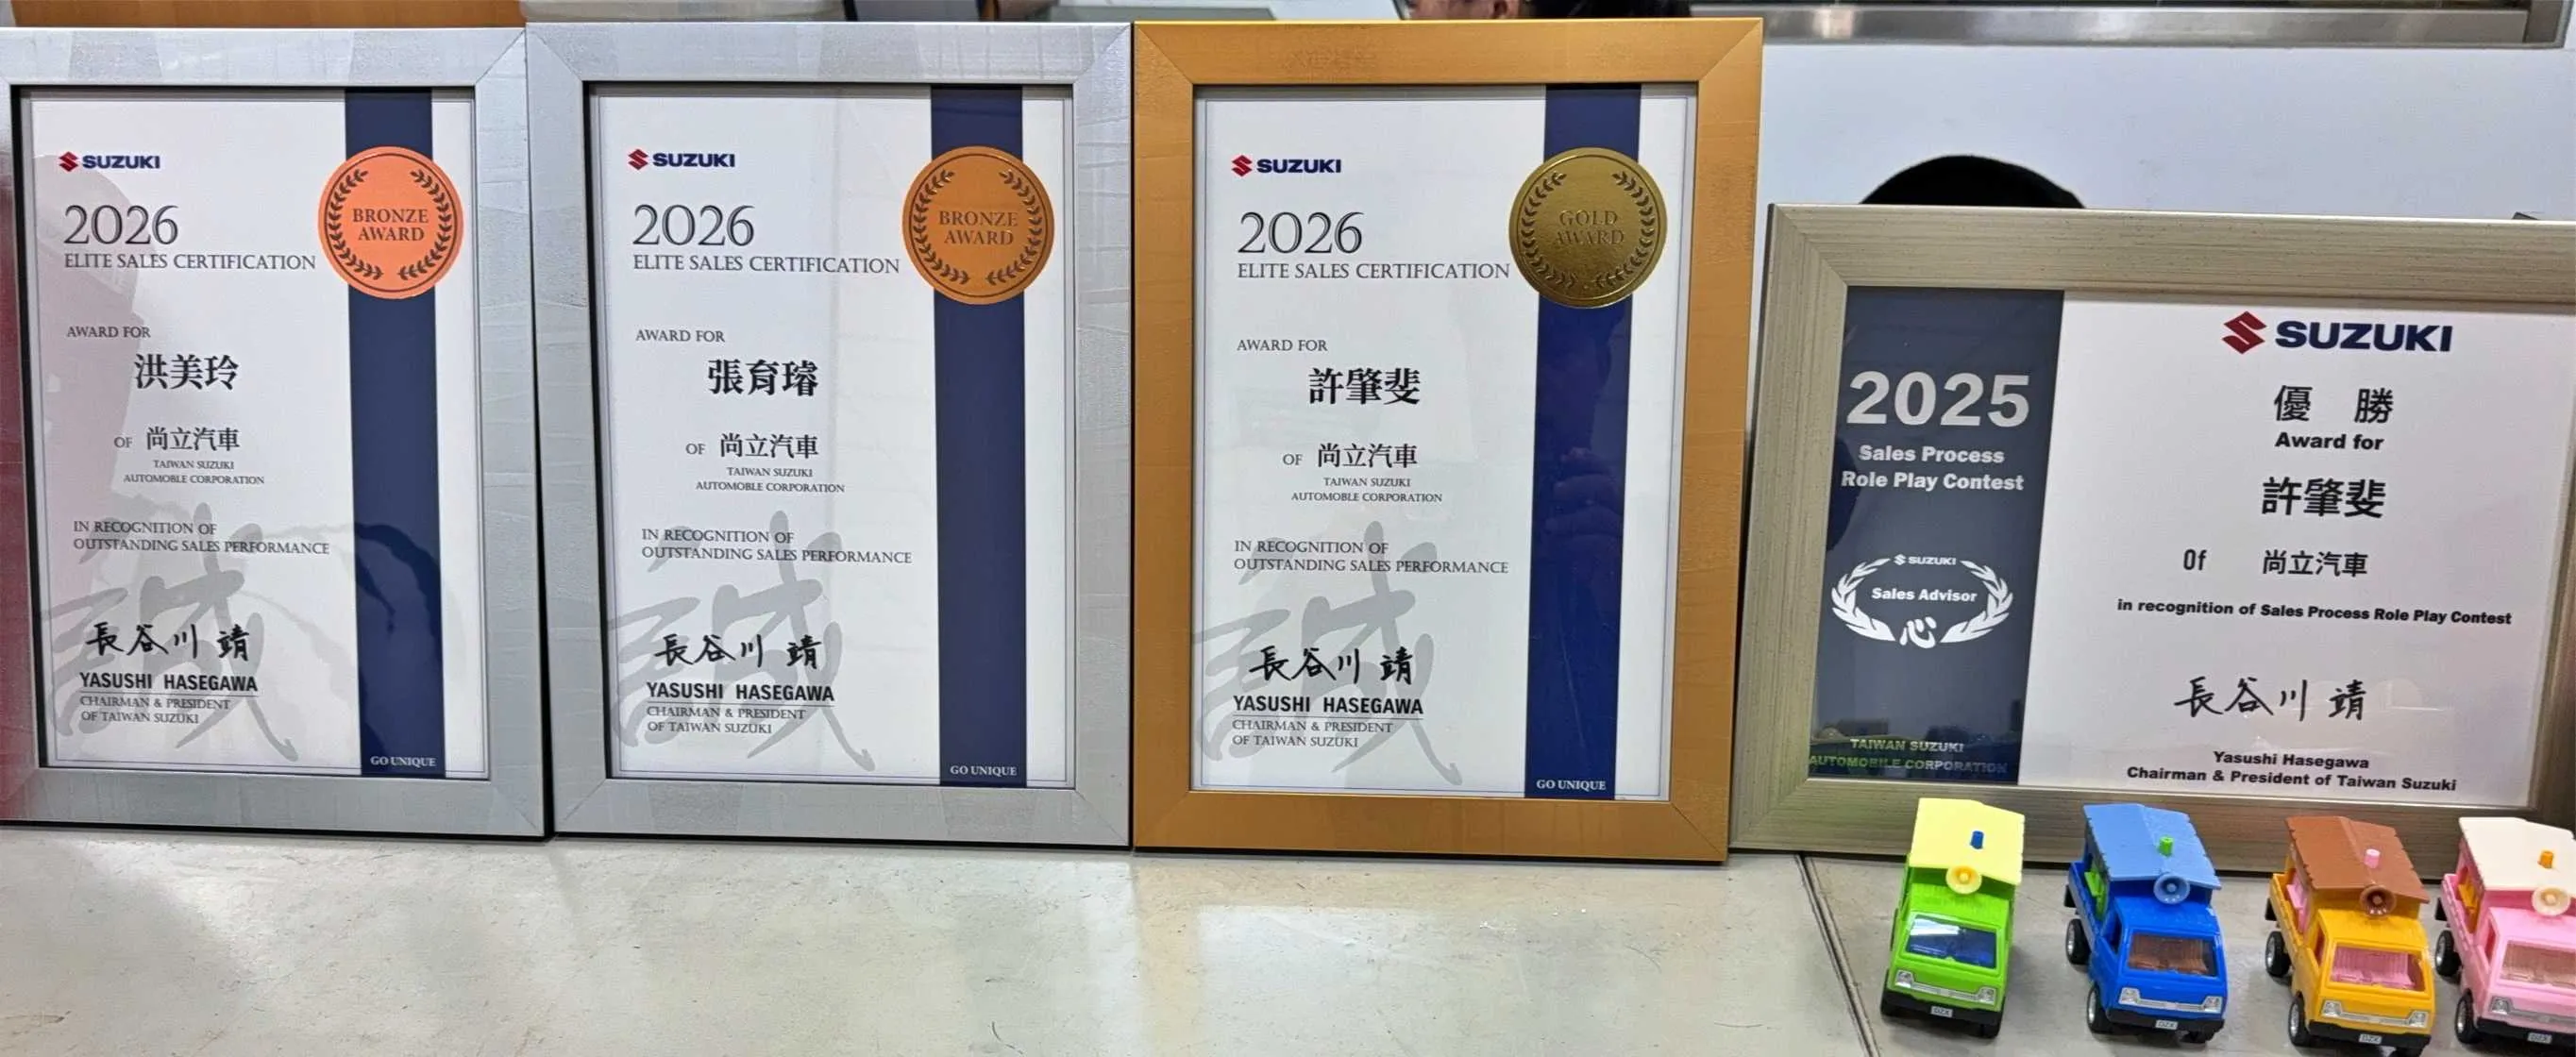 SUZUKI
2026
ELITE SALES CERTIFICATION
BRONZE
AWARD
AWARD FOR
洪美玲
OF 尚立汽車
TAIWAN SUZUKI
AUTOMOBLE CORPORATION
IN RECOGNITION OF
OUTSTANDING SALES PERFORMANCE
誠
長谷川 靖
YASUSHI HASEGAWA
CHAIRMAN & PRESIDENT
OF TAIWAN SUZUKI
GO UNIQUE
SUZUKI
2026
ELITE SALES CERTIFICATION
BRONZE
AWARD
AWARD FOR
張育璿
OF 尚立汽車
TAIWAN SUZUKI
AUTOMOBLE CORPORATION
IN RECOGNITION OF
OUTSTANDING SALES PERFORMANCE
誠
長谷川 靖
YASUSHI HASEGAWA
CHAIRMAN & PRESIDENT
OF TAIWAN SUZUKI
GO UNIQUE
SUZUKI
2026
ELITE SALES CERTIFICATION
GOLD
AWARD
AWARD FOR
許肇斐
OF 尚立汽車
TAIWAN SUZUKI
AUTOMOBLE CORPORATION
IN RECOGNITION OF
OUTSTANDING SALES PERFORMANCE
誠
長谷川 靖
YASUSHI HASEGAWA
CHAIRMAN & PRESIDENT
OF TAIWAN SUZUKI
GO UNIQUE
2025
Sales Process
Role Play Contest
SUZUKI
Sales Advisor
心
TAIWAN SUZUKI
AUTOMOBILE CORPORATION
SUZUKI
優 勝
Award for
許肇斐
Of 尚立汽車
in recognition of Sales Process Role Play Contest
長谷川 靖
Yasushi Hasegawa
Chairman & President of Taiwan Suzuki